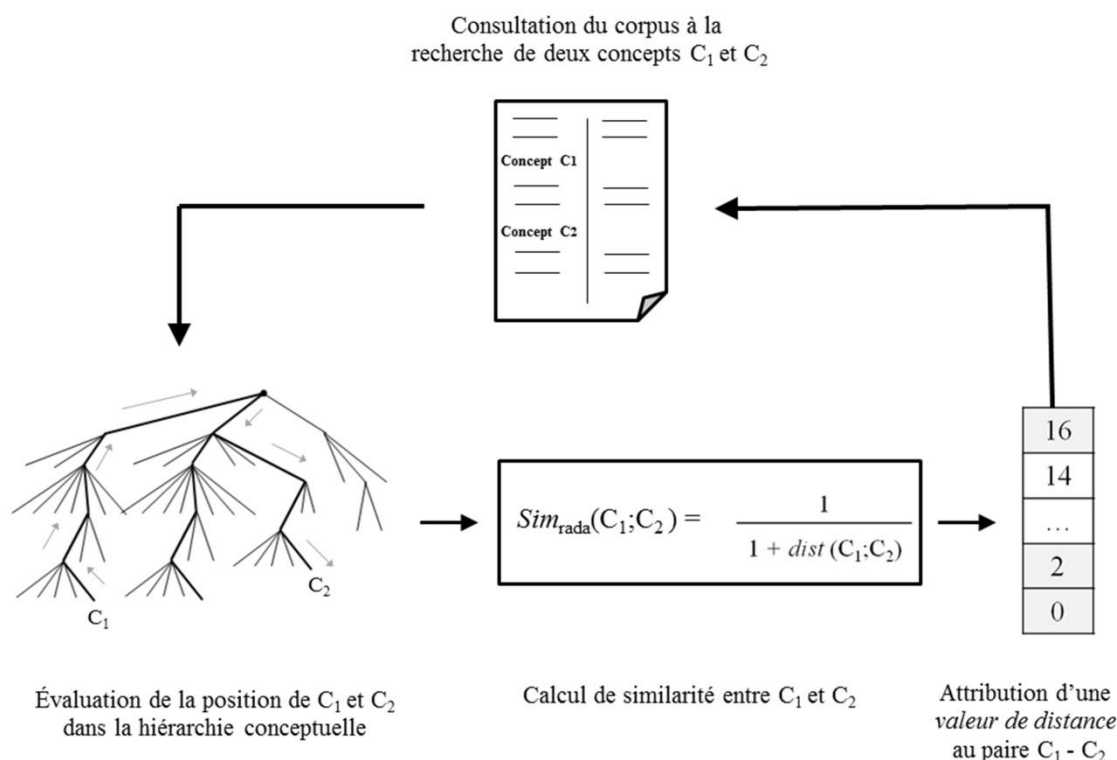 Consultation du corpus à la
recherche de deux concepts C₁ et C₂
Concept C1
Concept C2
C₁
C₂
Sim_rada(C₁;C₂) = 1 / 1 + dist (C₁;C₂)
16
14
...
2
0
Évaluation de la position de C₁ et C₂
dans la hiérarchie conceptuelle
Calcul de similarité entre C₁ et C₂
Attribution d’une
valeur de distance
au paire C₁ - C₂